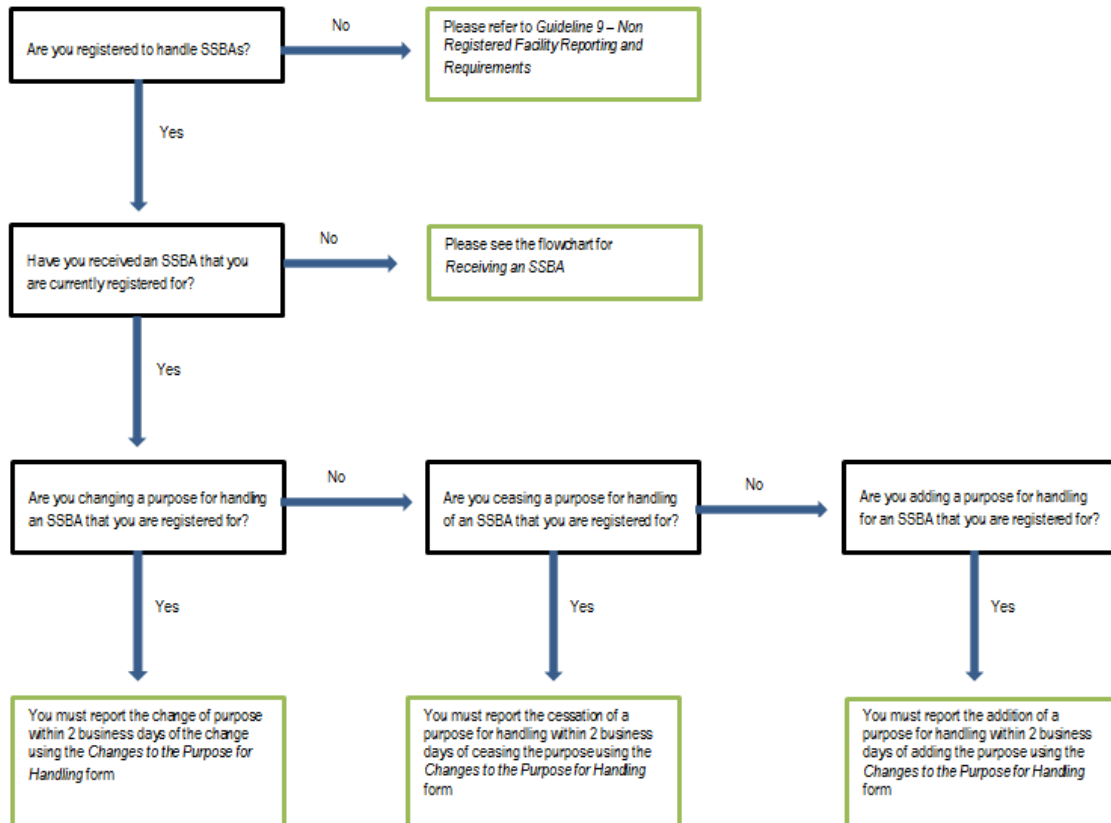 Are you registered to handle SSBAs?
No
Please refer to Guideline 9 – Non
Registered Facility Reporting and
Requirements
Yes
Have you received an SSBA that you
are currently registered for?
No
Please see the flowchart for
Receiving an SSBA
Yes
Are you changing a purpose for handling
an SSBA that you are registered for?
No
Are you ceasing a purpose for handling
of an SSBA that you are registered for?
No
Are you adding a purpose for handling
for an SSBA that you are registered for?
Yes
Yes
Yes
You must report the change of purpose
within 2 business days of the change
using the Changes to the Purpose for
Handling form
You must report the cessation of a
purpose for handling within 2 business
days of ceasing the purpose using the
Changes to the Purpose for Handling
form
You must report the addition of a
purpose for handling within 2 business
days of adding the purpose using the
Changes to the Purpose for Handling
form